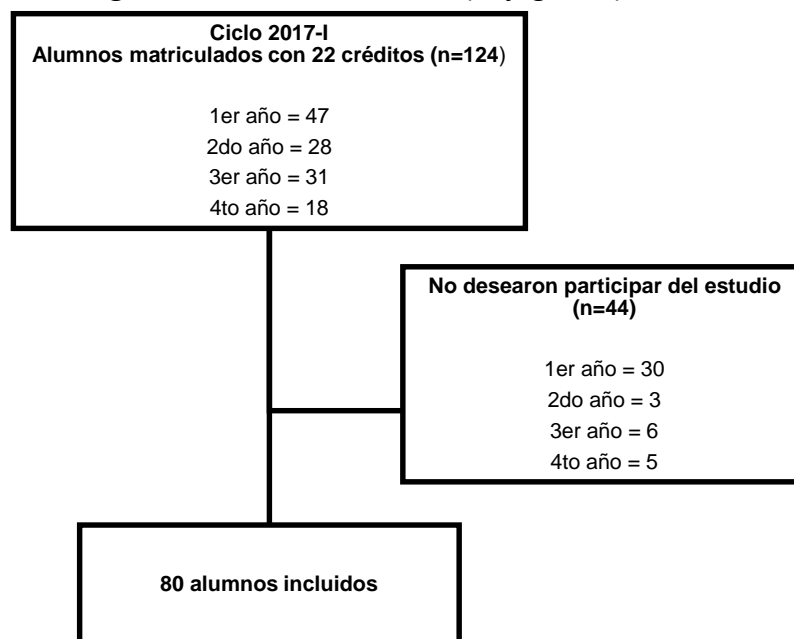 Ciclo 2017-I
Alumnos matriculados con 22 créditos (n=124)
1er año = 47
2do año = 28
3er año = 31
4to año = 18
No desearon participar del estudio
(n=44)
1er año = 30
2do año = 3
3er año = 6
4to año = 5
80 alumnos incluidos